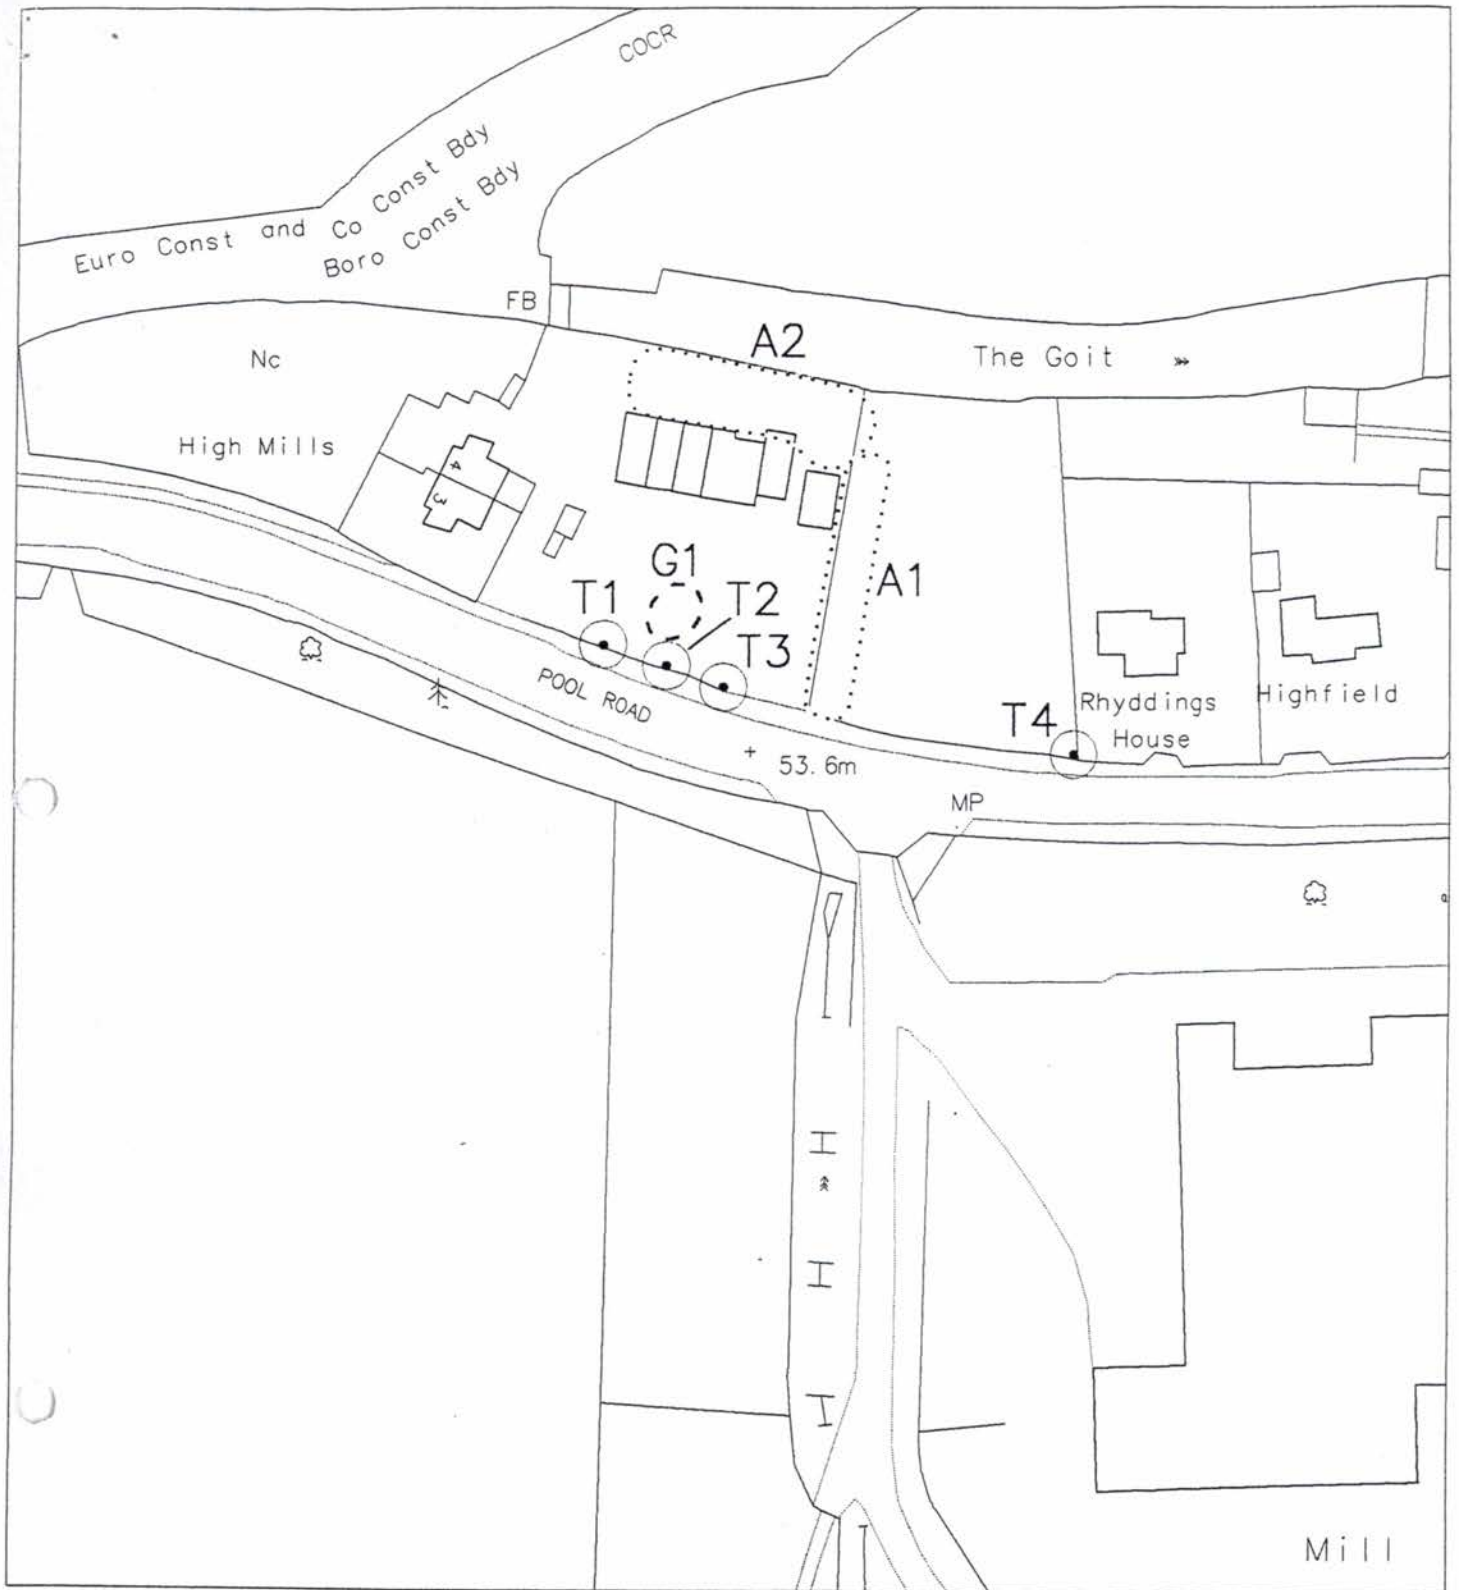 COCR
Euro Const and Co Const Bdy
Boro Const Bdy
FB
A2
The Goit
Nc
High Mills
4
3
G1
T1
T2
T3
A1
POOL ROAD
T4
Rhyddings
House
Highfield
53.6m
MP
Mill